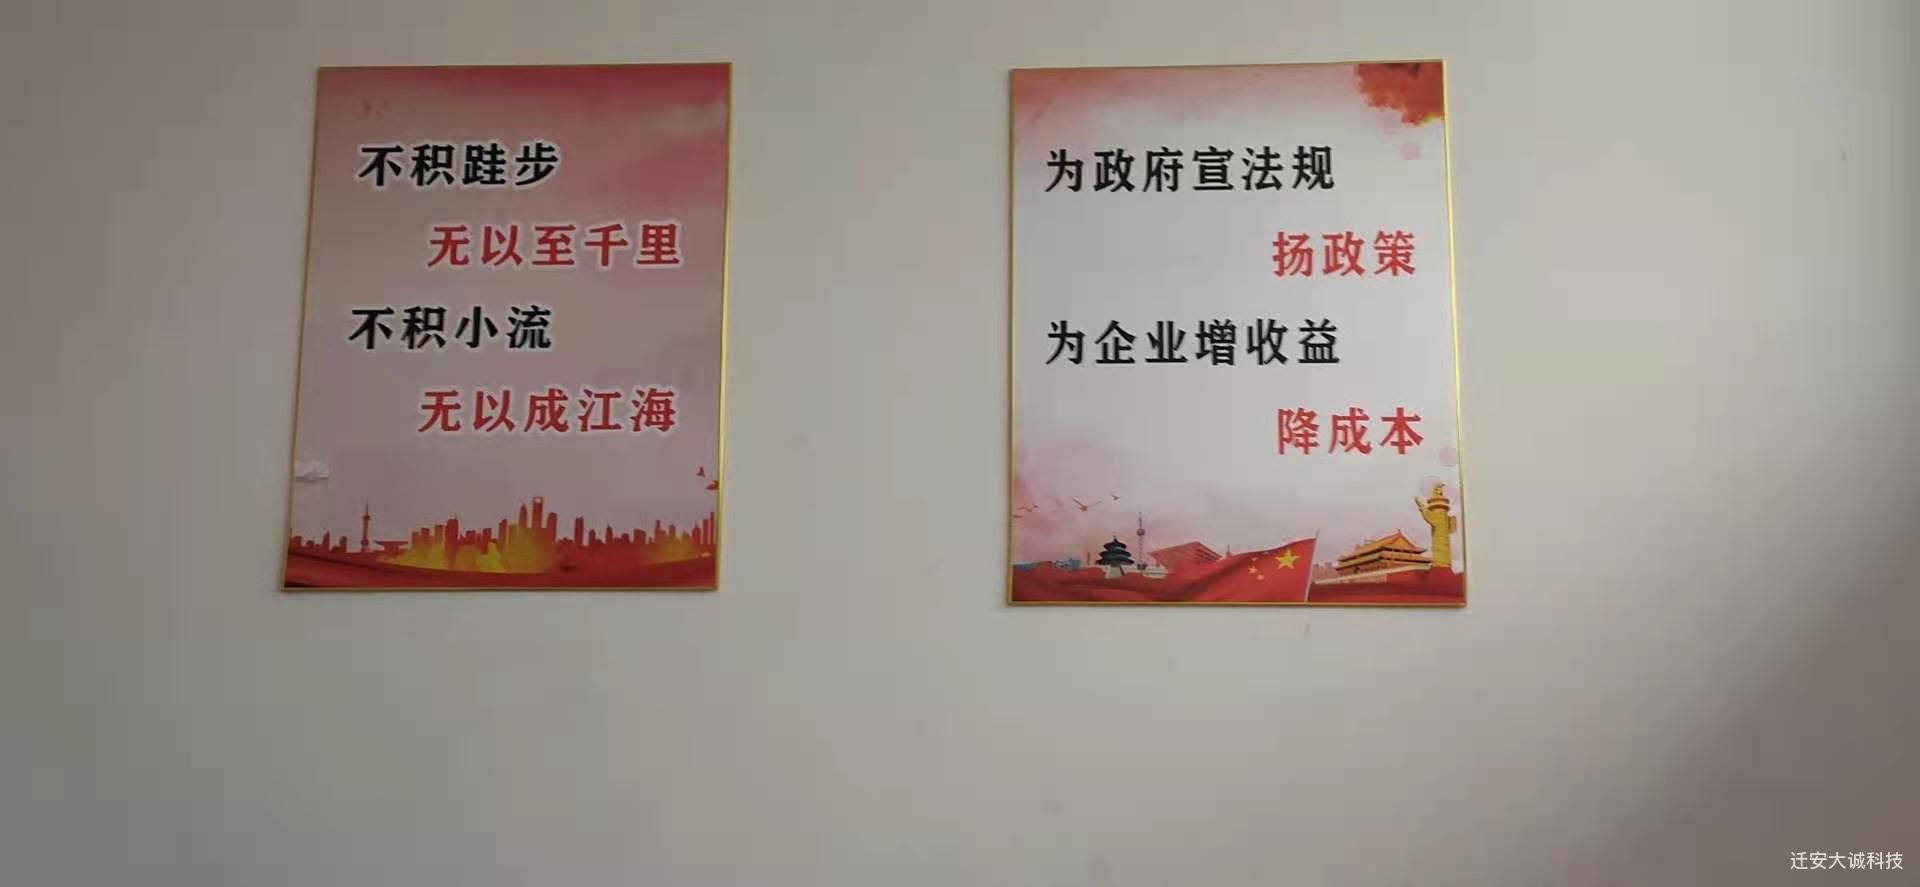 不积跬步
无以至千里
不积小流
无以成江海
为政府宣法规
扬政策
为企业增收益
降成本
迁安大诚科技